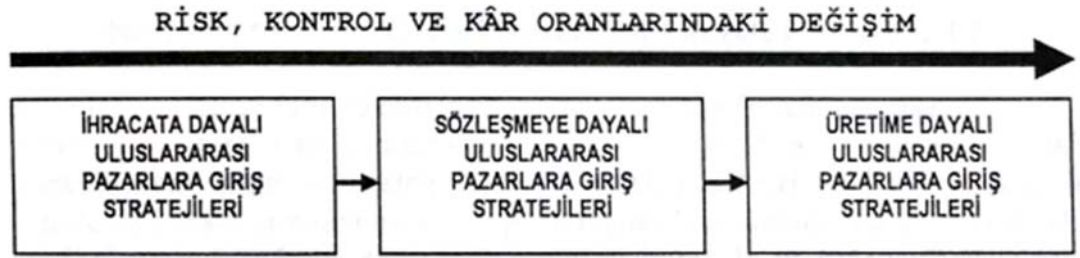 RİSK, KONTROL VE KÂR ORANLARINDAKİ DEĞİŞİM
İHRACATA DAYALI
ULUSLARARASI
PAZARLARA GİRİŞ
STRATEJİLERİ
SÖZLEŞMEYE DAYALI
ULUSLARARASI
PAZARLARA GİRİŞ
STRATEJİLERİ
ÜRETİME DAYALI
ULUSLARARASI
PAZARLARA GİRİŞ
STRATEJİLERİ